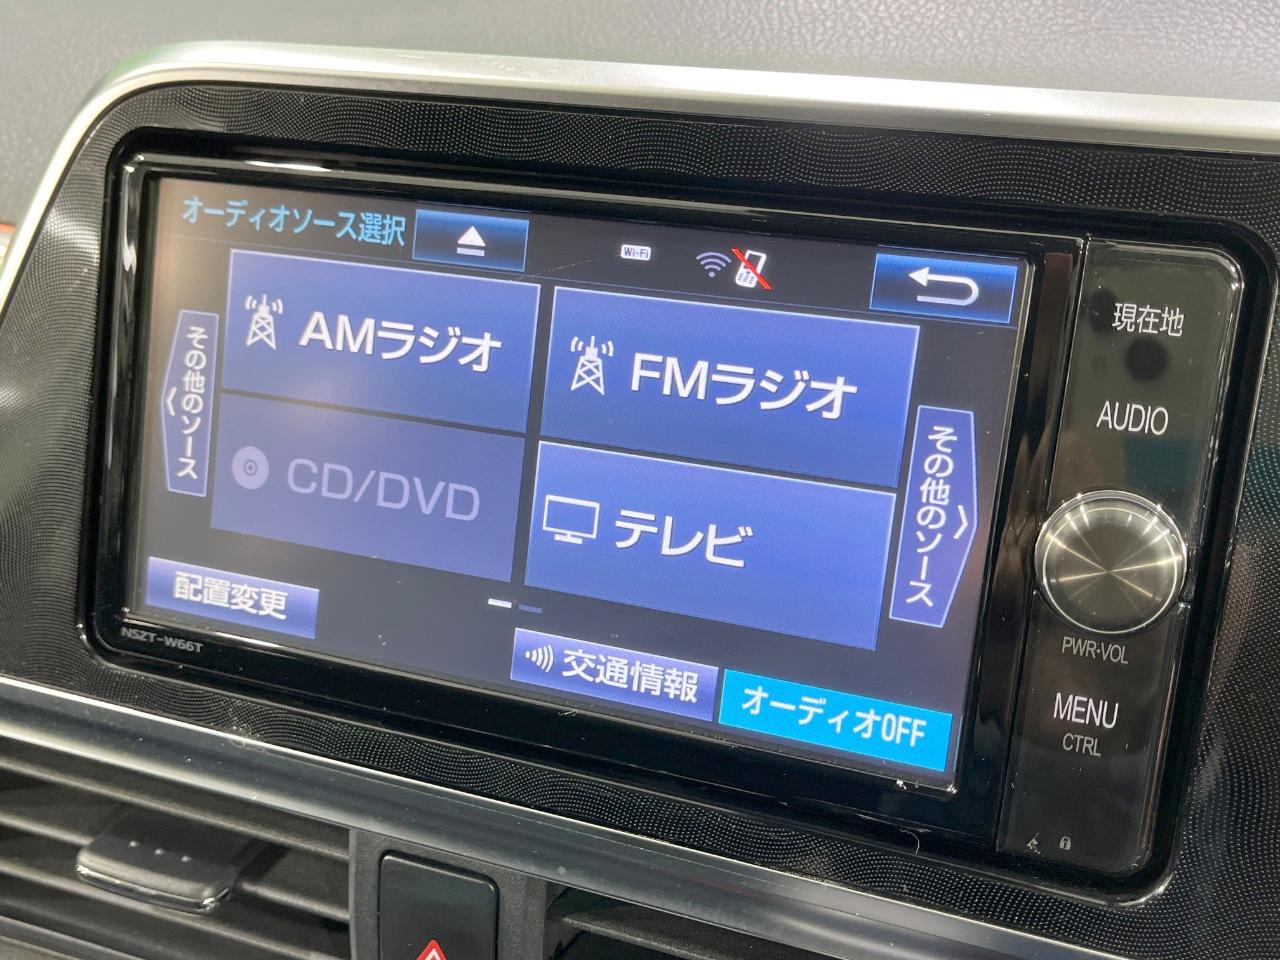 オーディオソース選択
Wi-Fi
AMラジオ
FMラジオ
その他のソース
CD/DVD
テレビ
その他のソース
配置変更
交通情報
オーディオOFF
NSZT-W66T
現在地
AUDIO
PWR·VOL
MENU
CTRL